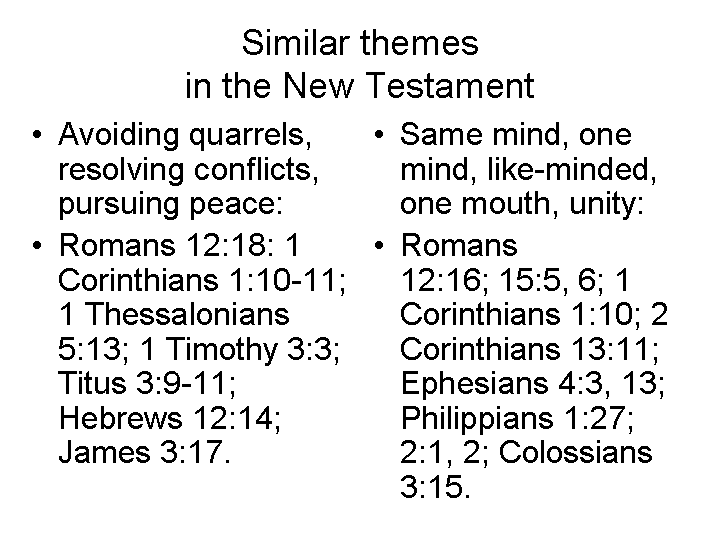 Similar themes
in the New Testament
• Avoiding quarrels,
resolving conflicts,
pursuing peace:
• Romans 12:18: 1
Corinthians 1:10-11;
1 Thessalonians
5:13; 1 Timothy 3:3;
Titus 3:9-11;
Hebrews 12:14;
James 3:17.
• Same mind, one
mind, like-minded,
one mouth, unity:
• Romans
12:16; 15:5, 6; 1
Corinthians 1:10; 2
Corinthians 13:11;
Ephesians 4:3, 13;
Philippians 1:27;
2:1, 2; Colossians
3:15.